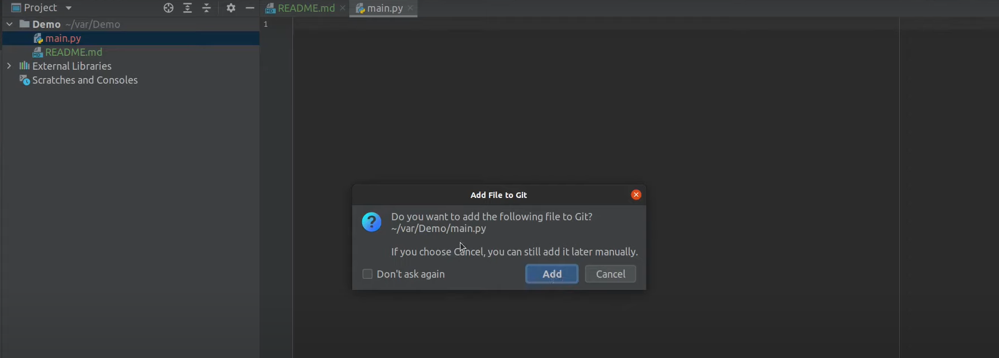 Project
README.md
main.py
Demo ~/var/Demo
main.py
README.md
External Libraries
Scratches and Consoles
1
Add File to Git
Do you want to add the following file to Git?
~/var/Demo/main.py
If you choose Cancel, you can still add it later manually.
Don't ask again
Add
Cancel